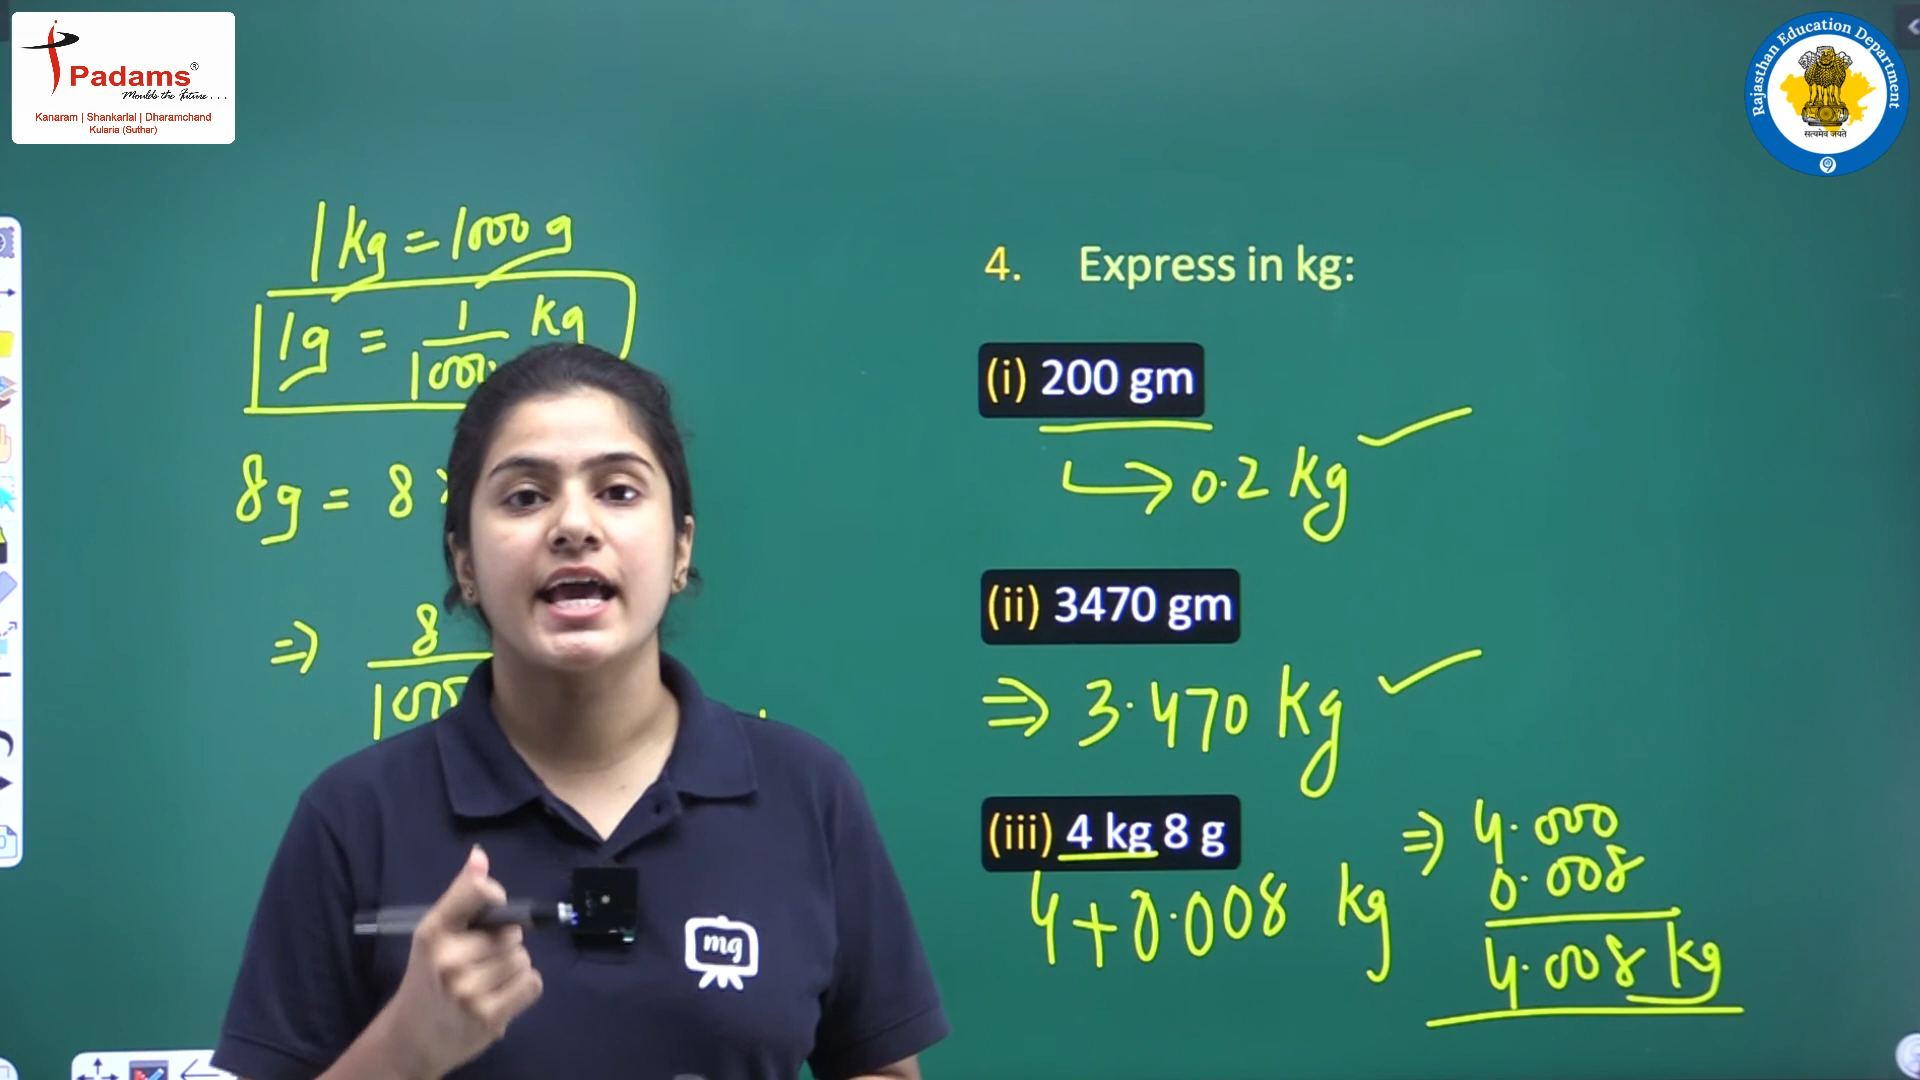 Padams®
Moulds the Future . . .
Kanaram | Shankarlal | Dharamchand
Kularia (Suthar)
Rajasthan Education Department
सत्यमेव जयते
1 kg = 1000 g
1g = 1/1000 kg
8g = 8
⇒ 8/1000
4. Express in kg:
(i) 200 gm
↳ 0.2 kg ✓
(ii) 3470 gm
⇒ 3.470 kg ✓
(iii) 4 kg 8 g
4+0.008 kg
⇒ 4.000
0.008
4.008 kg
mg